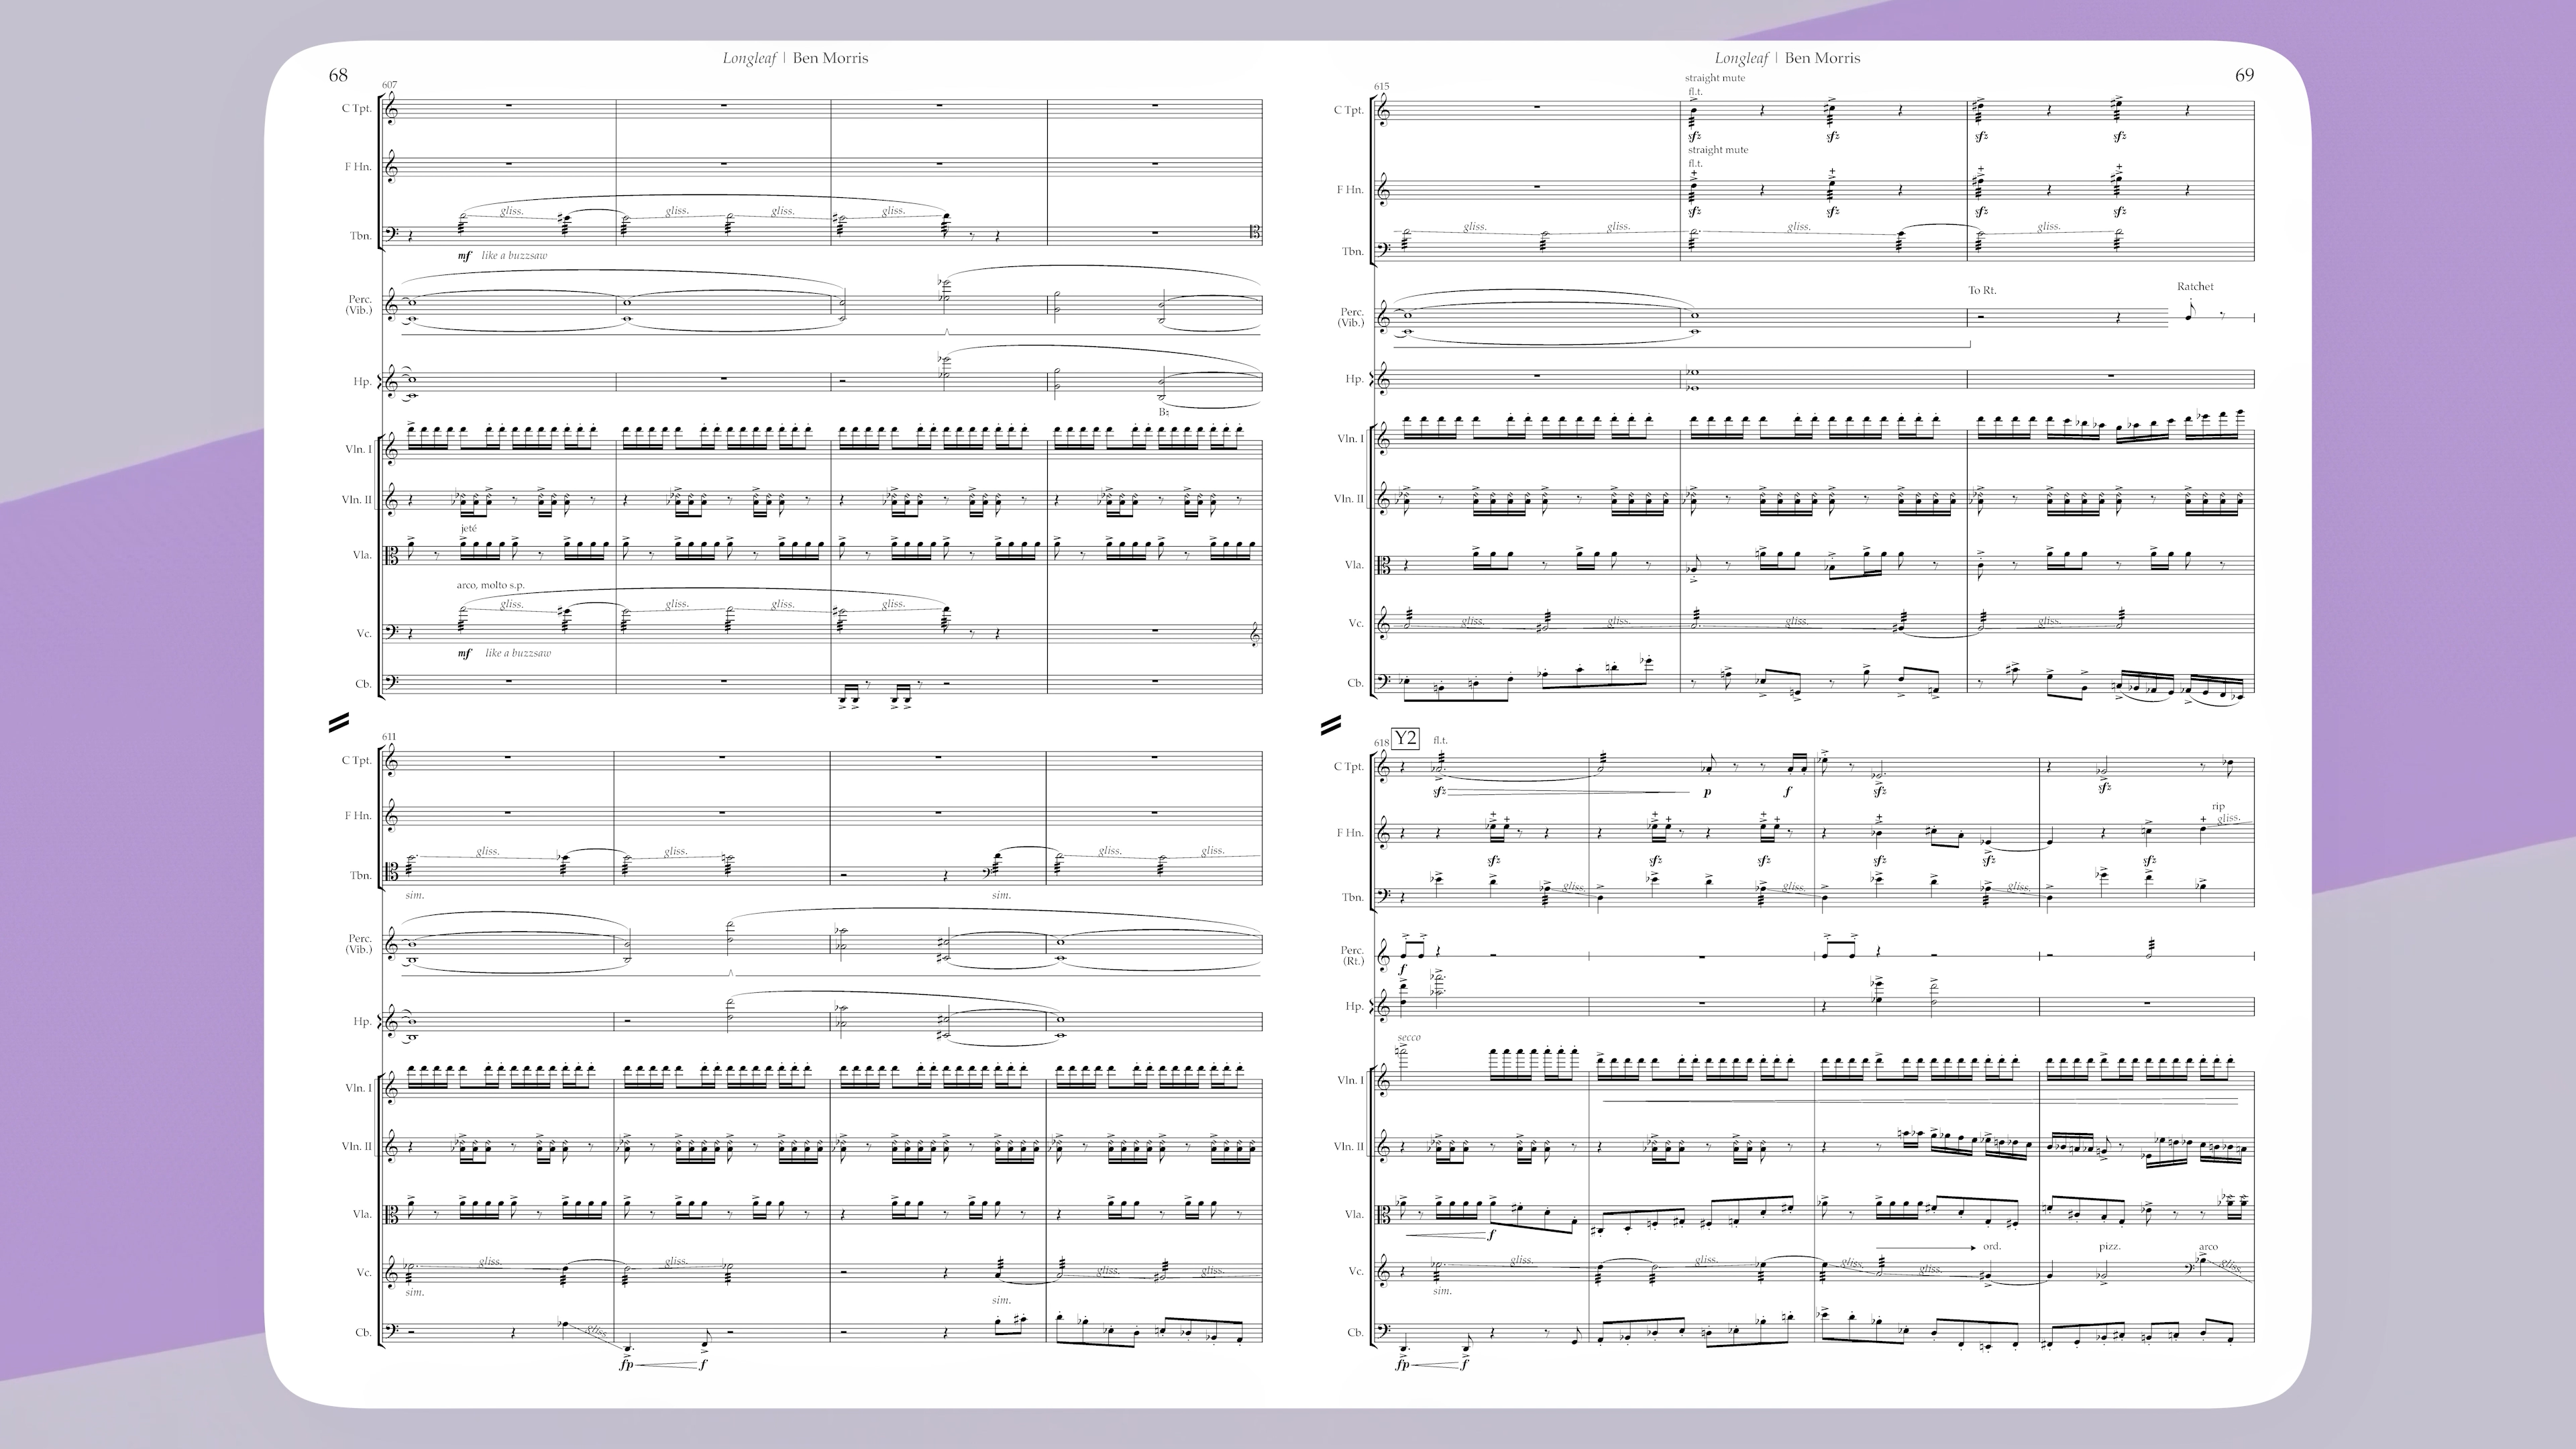 Longleaf | Ben Morris
68
607
C Tpt.
F Hn.
gliss. gliss. gliss. gliss.
Tbn.
mf like a buzzsaw
Perc.
(Vib.)
Hp.
B♮
Vln. I
Vln. II
jeté
Vla.
arco, molto s.p.
gliss. gliss. gliss. gliss.
Vc.
mf like a buzzsaw
Cb.
611
C Tpt.
F Hn.
gliss. gliss. gliss. gliss.
Tbn.
sim. sim.
Perc.
(Vib.)
Hp.
Vln. I
Vln. II
Vla.
gliss. gliss. gliss. gliss.
Vc.
sim. sim.
gliss.
Cb.
fp f
Longleaf | Ben Morris
69
615
straight mute
fl.t.
C Tpt.
sfz sfz sfz sfz
straight mute
fl.t.
F Hn.
sfz sfz sfz sfz
gliss. gliss. gliss. gliss.
Tbn.
To Rt. Ratchet
Perc.
(Vib.)
Hp.
Vln. I
Vln. II
Vla.
Vc.
gliss. gliss. gliss. gliss.
Cb.
618 Y2 fl.t.
C Tpt.
sfz p f sfz sfz
rip
gliss.
F Hn.
sfz sfz sfz sfz sfz sfz
gliss. gliss. gliss.
Tbn.
Perc.
(Rt.)
f
Hp.
secco
Vln. I
Vln. II
Vla.
f
ord. pizz. arco
gliss. gliss. gliss. gliss. gliss.
Vc.
sim.
Cb.
fp f